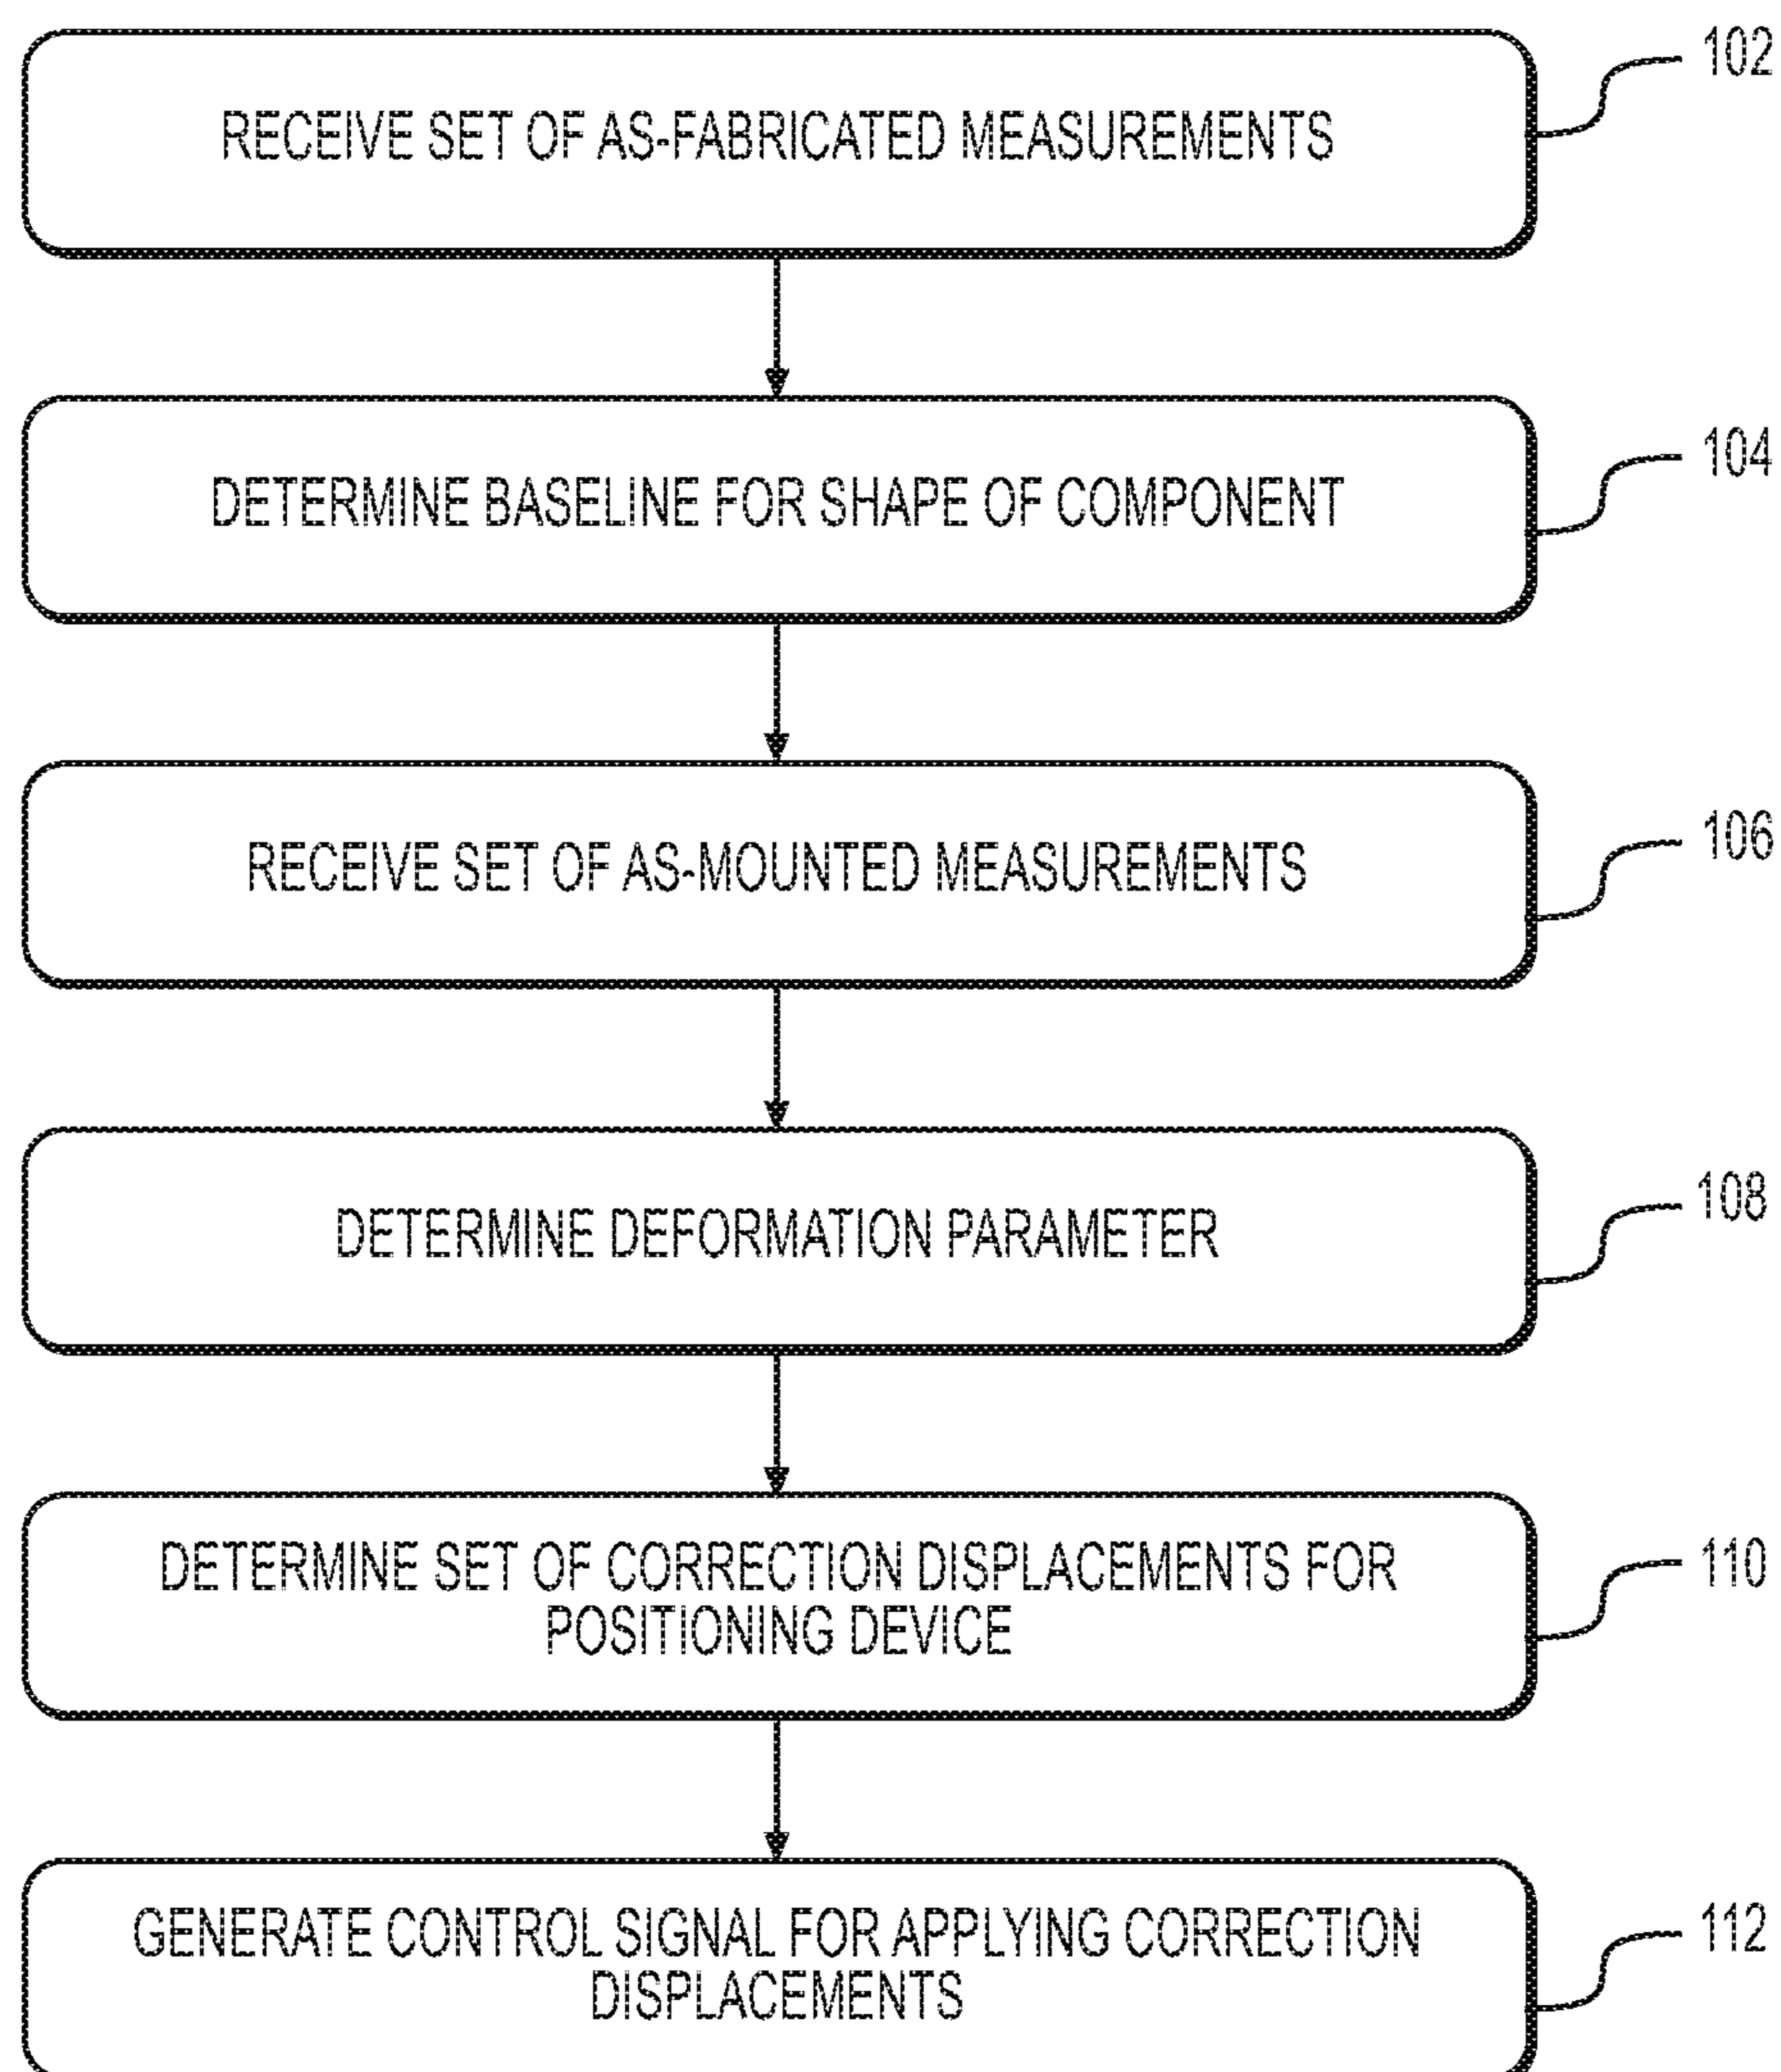 102
RECEIVE SET OF AS-FABRICATED MEASUREMENTS
104
DETERMINE BASELINE FOR SHAPE OF COMPONENT
106
RECEIVE SET OF AS-MOUNTED MEASUREMENTS
108
DETERMINE DEFORMATION PARAMETER
110
DETERMINE SET OF CORRECTION DISPLACEMENTS FOR
POSITIONING DEVICE
112
GENERATE CONTROL SIGNAL FOR APPLYING CORRECTION
DISPLACEMENTS